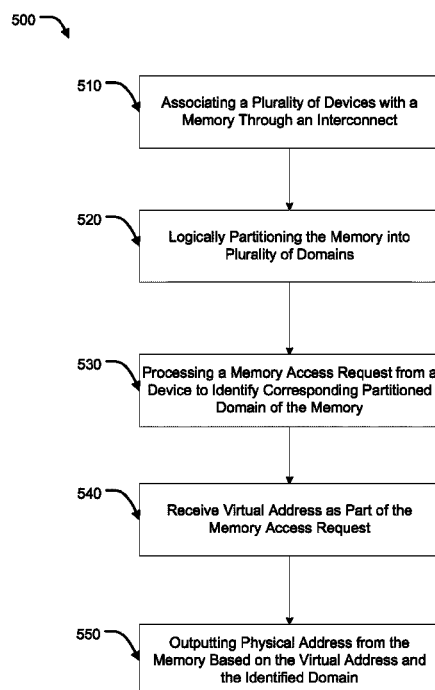 500
510
Associating a Plurality of Devices with a
Memory Through an Interconnect
520
Logically Partitioning the Memory into
Plurality of Domains
530
Processing a Memory Access Request from a
Device to Identify Corresponding Partitioned
Domain of the Memory
540
Receive Virtual Address as Part of the
Memory Access Request
550
Outputting Physical Address from the
Memory Based on the Virtual Address and
the Identified Domain